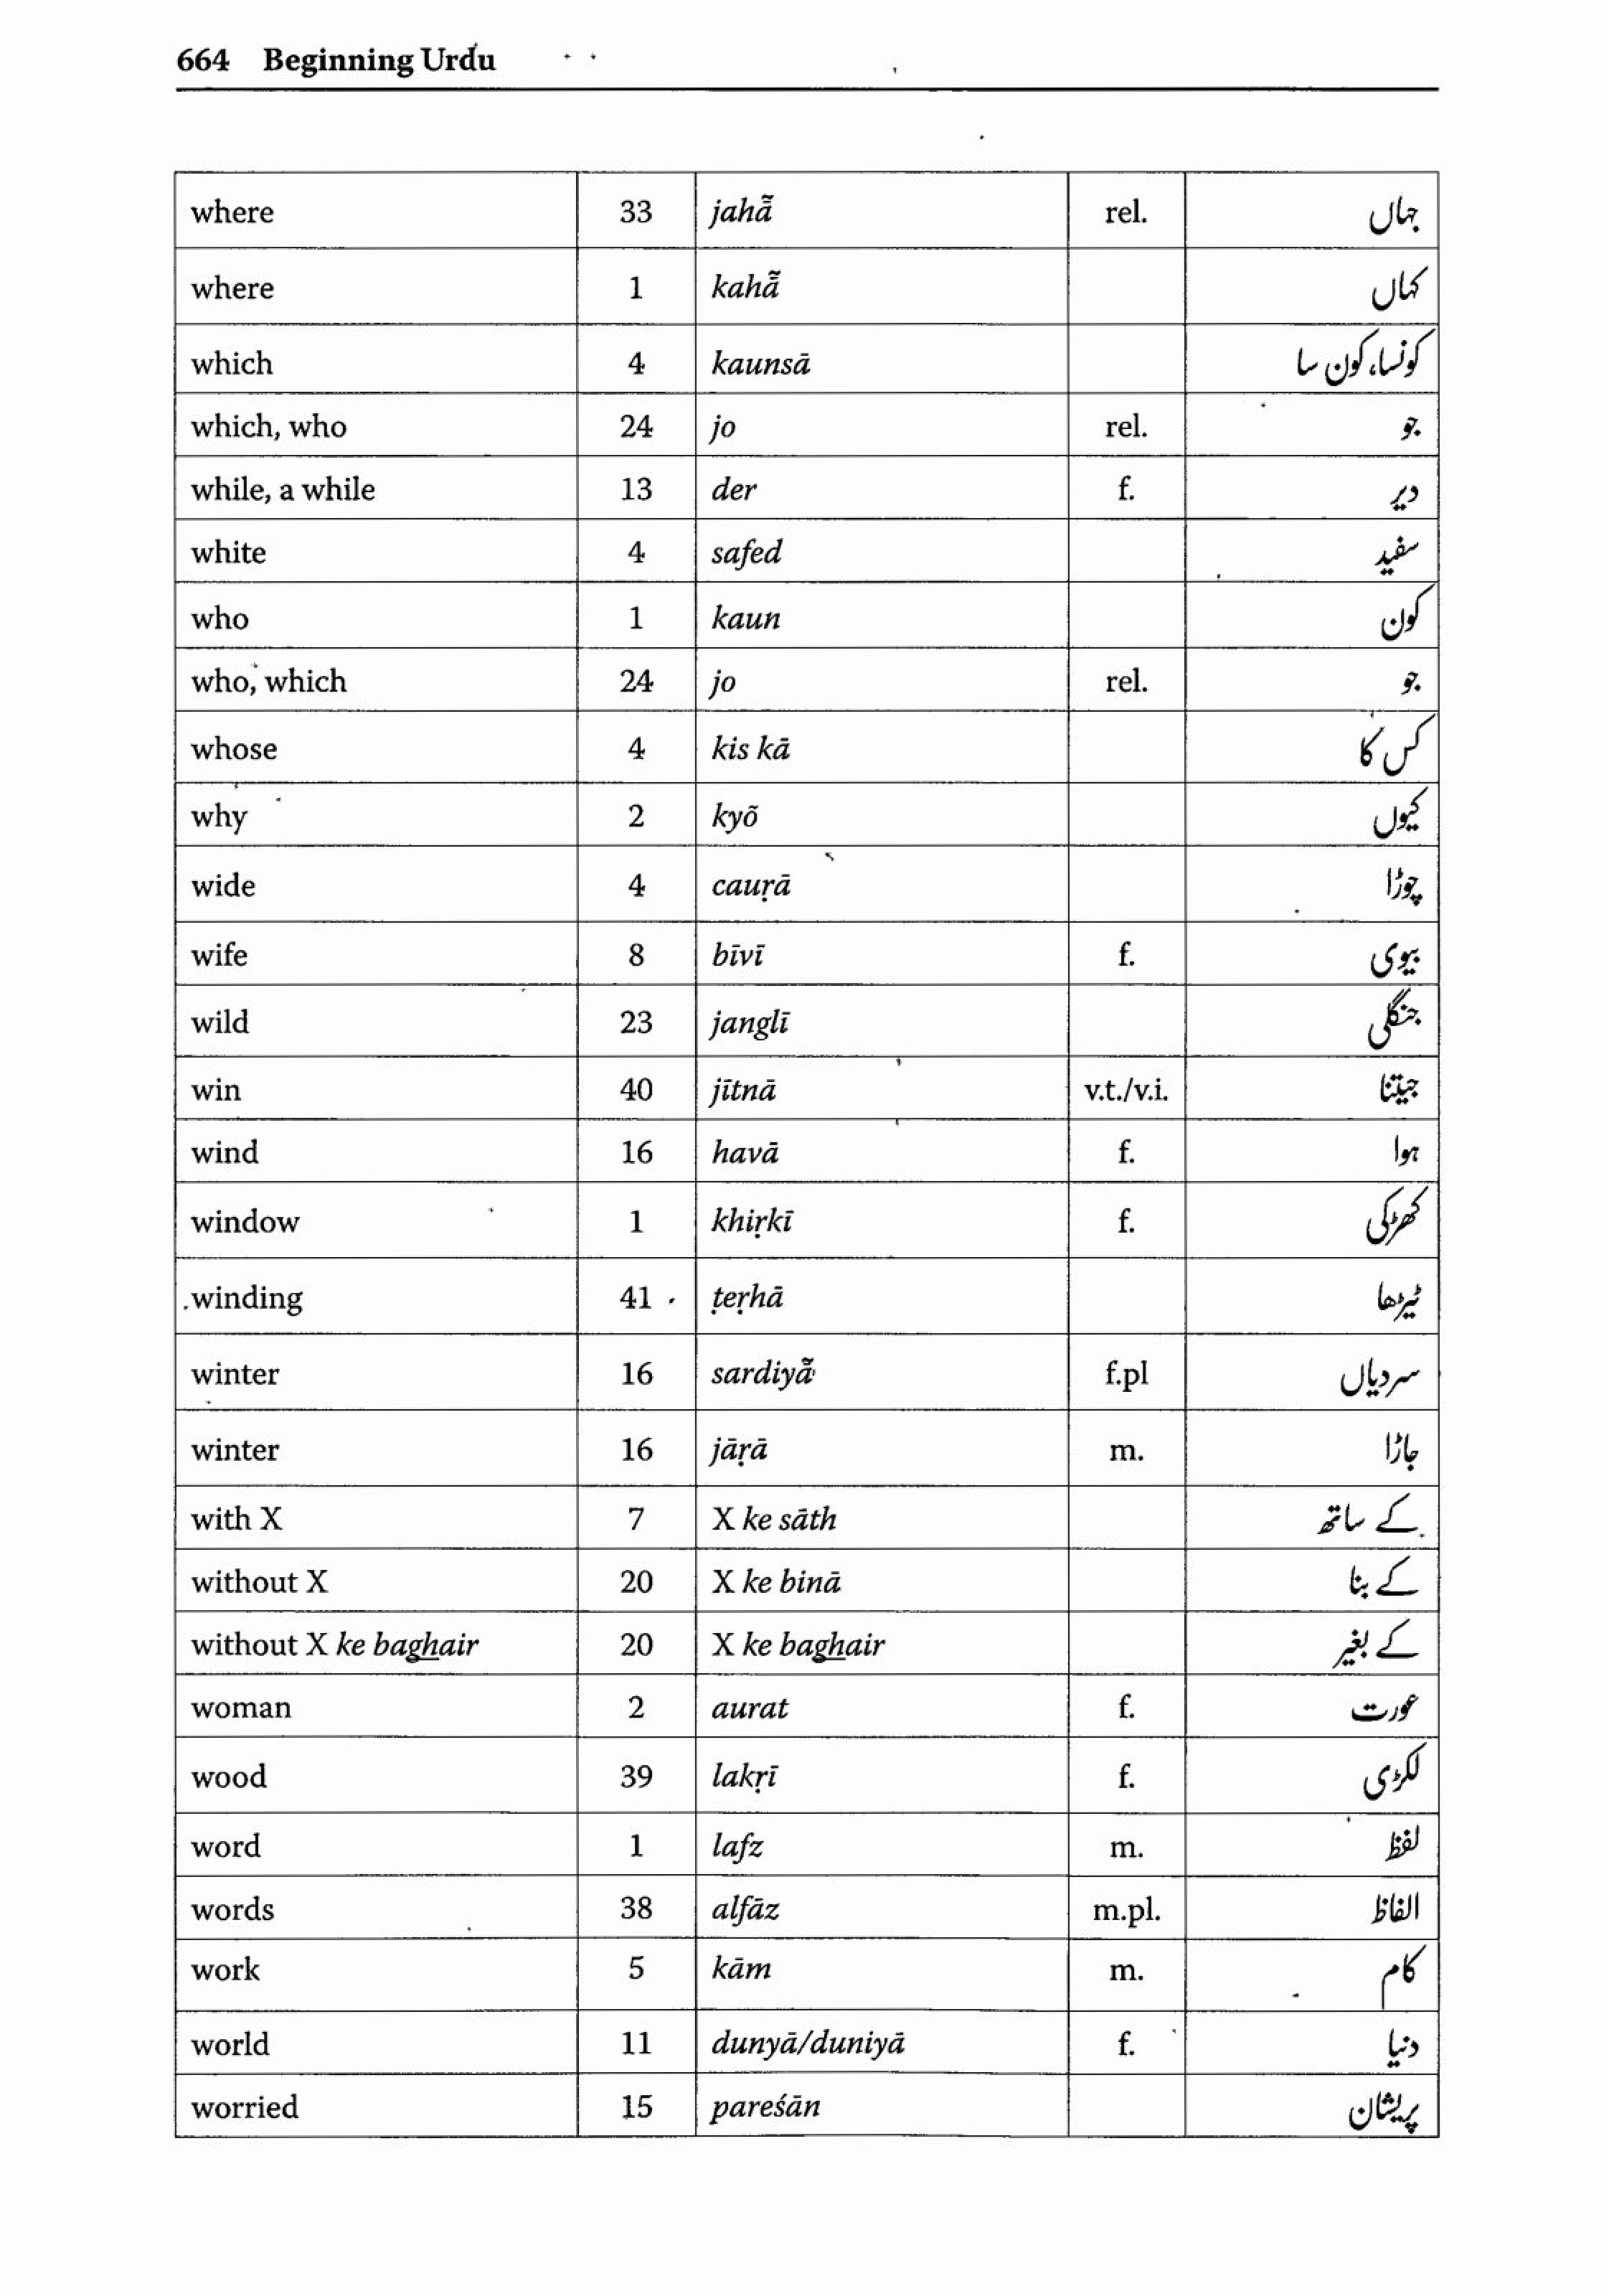 664 Beginning Urdu
where 33 jahā̃ rel. جہاں
where 1 kahā̃ کہاں
which 4 kaunsā کونسا، کون سا
which, who 24 jo rel. جو
while, a while 13 der f. دیر
white 4 safed سفید
who 1 kaun کون
who, which 24 jo rel. جو
whose 4 kis kā کس کا
why 2 kyõ کیوں
wide 4 cauṛā چوڑا
wife 8 bīvī f. بیوی
wild 23 janglī جنگلی
win 40 jītnā v.t./v.i. جیتنا
wind 16 havā f. ہوا
window 1 khiṛkī f. کھڑکی
winding 41 ṭeṛhā ٹیڑھا
winter 16 sardiyā̃ f.pl سردیاں
winter 16 jāṛā m. جاڑا
with X 7 X ke sāth کے ساتھ
without X 20 X ke binā کے بنا
without X ke baghair 20 X ke baghair کے بغیر
woman 2 aurat f. عورت
wood 39 lakṛī f. لکڑی
word 1 lafz m. لفظ
words 38 alfāz m.pl. الفاظ
work 5 kām m. کام
world 11 dunyā/duniyā f. دنیا
worried 15 pareśān پریشان